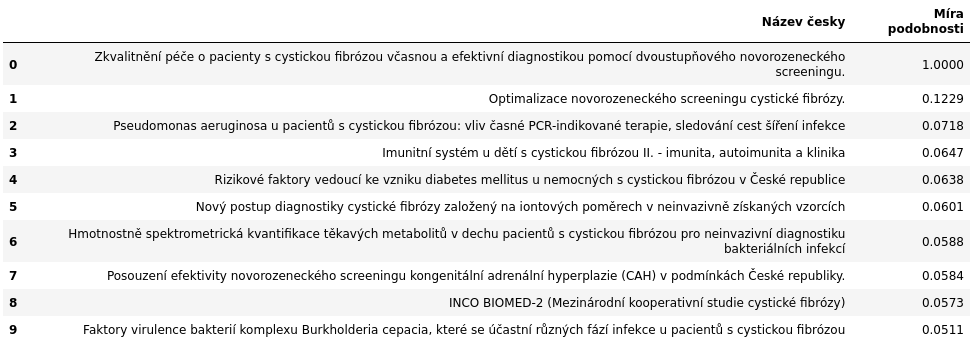 Název česky Míra podobnosti
0 Zkvalitnění péče o pacienty s cystickou fibrózou včasnou a efektivní diagnostikou pomocí dvoustupňového novorozeneckého
screeningu. 1.0000
1 Optimalizace novorozeneckého screeningu cystické fibrózy. 0.1229
2 Pseudomonas aeruginosa u pacientů s cystickou fibrózou: vliv časné PCR-indikované terapie, sledování cest šíření infekce 0.0718
3 Imunitní systém u dětí s cystickou fibrózou II. - imunita, autoimunita a klinika 0.0647
4 Rizikové faktory vedoucí ke vzniku diabetes mellitus u nemocných s cystickou fibrózou v České republice 0.0638
5 Nový postup diagnostiky cystické fibrózy založený na iontových poměrech v neinvazivně získaných vzorcích 0.0601
6 Hmotnostně spektrometrická kvantifikace těkavých metabolitů v dechu pacientů s cystickou fibrózou pro neinvazivní diagnostiku
bakteriálních infekcí 0.0588
7 Posouzení efektivity novorozeneckého screeningu kongenitální adrenální hyperplazie (CAH) v podmínkách České republiky. 0.0584
8 INCO BIOMED-2 (Mezinárodní kooperativní studie cystické fibrózy) 0.0573
9 Faktory virulence bakterií komplexu Burkholderia cepacia, které se účastní různých fází infekce u pacientů s cystickou fibrózou 0.0511